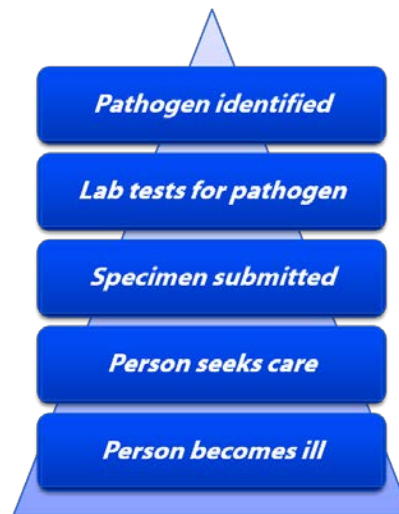 Pathogen identified
Lab tests for pathogen
Specimen submitted
Person seeks care
Person becomes ill